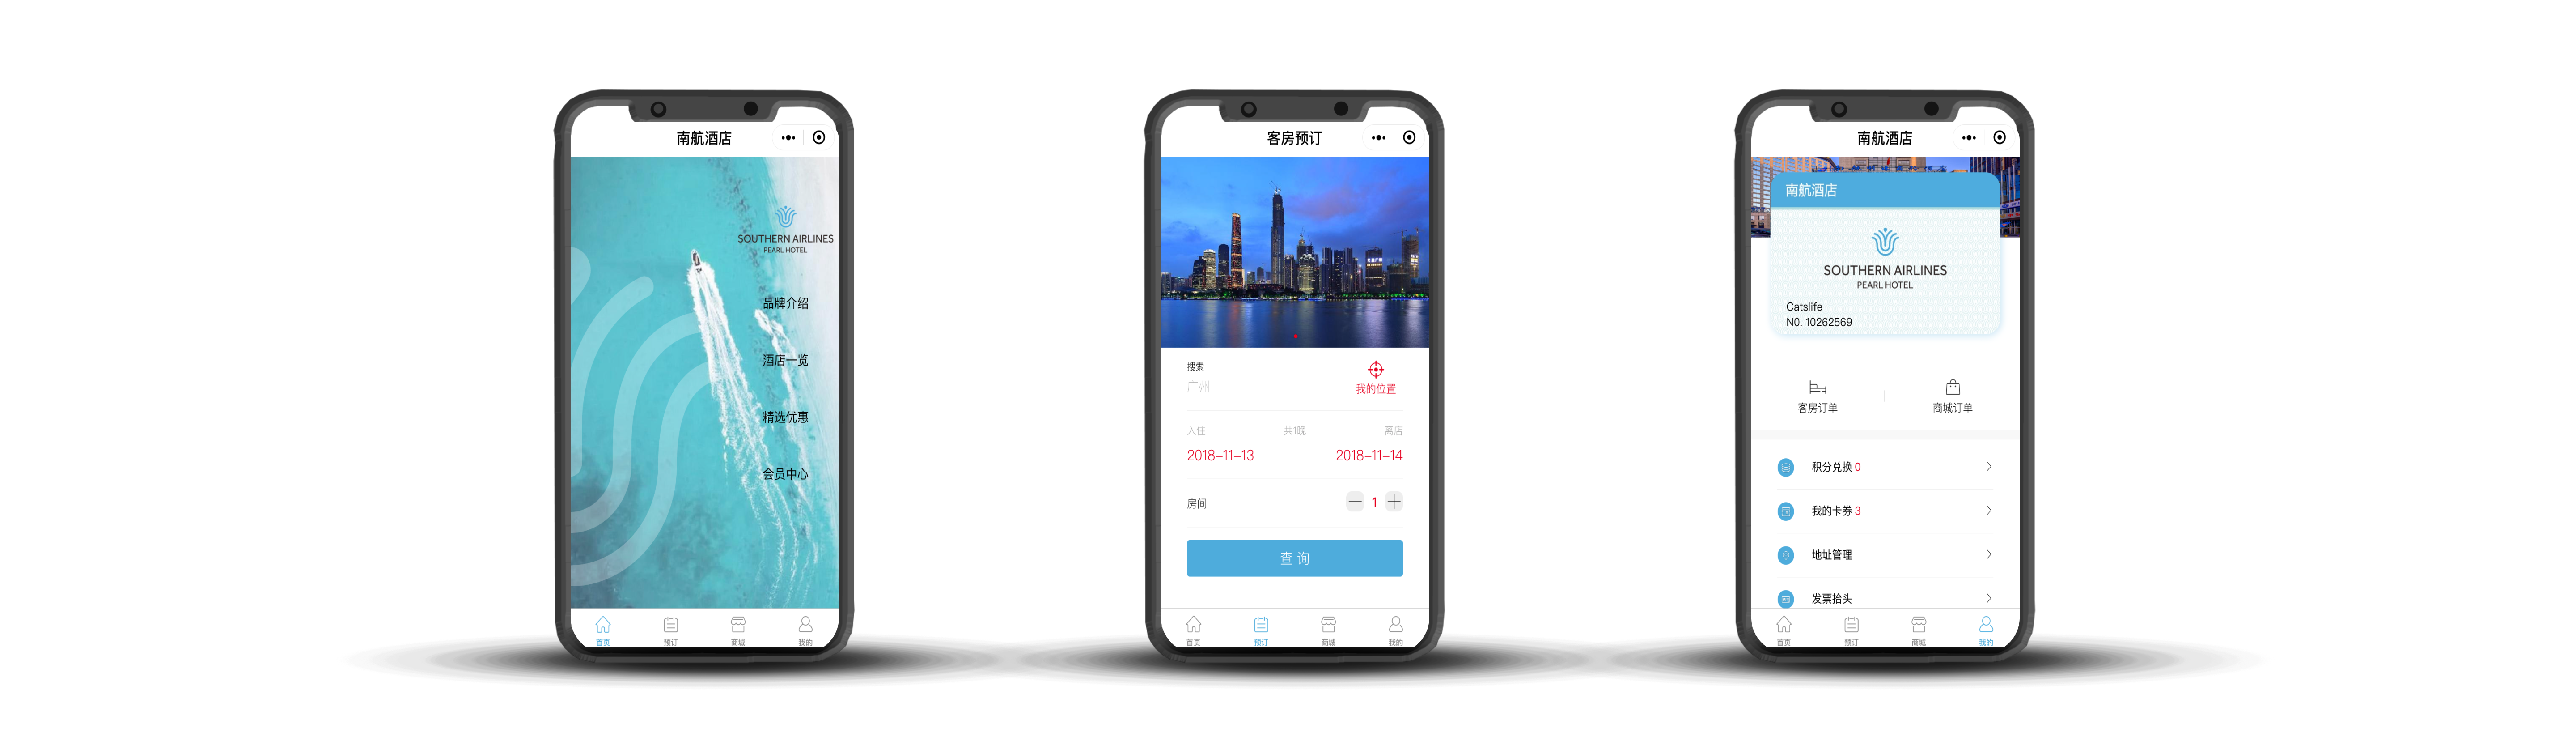 南航酒店
SOUTHERN AIRLINES
PEARL HOTEL
品牌介绍
酒店一览
精选优惠
会员中心
首页
预订
商城
我的
客房预订
搜索
广州
我的位置
入住
共1晚
离店
2018-11-13
2018-11-14
房间
1
查 询
首页
预订
商城
我的
南航酒店
南航酒店
SOUTHERN AIRLINES
PEARL HOTEL
Catslife
N0. 10262569
客房订单
商城订单
积分兑换 0
我的卡券 3
地址管理
发票抬头
首页
预订
商城
我的